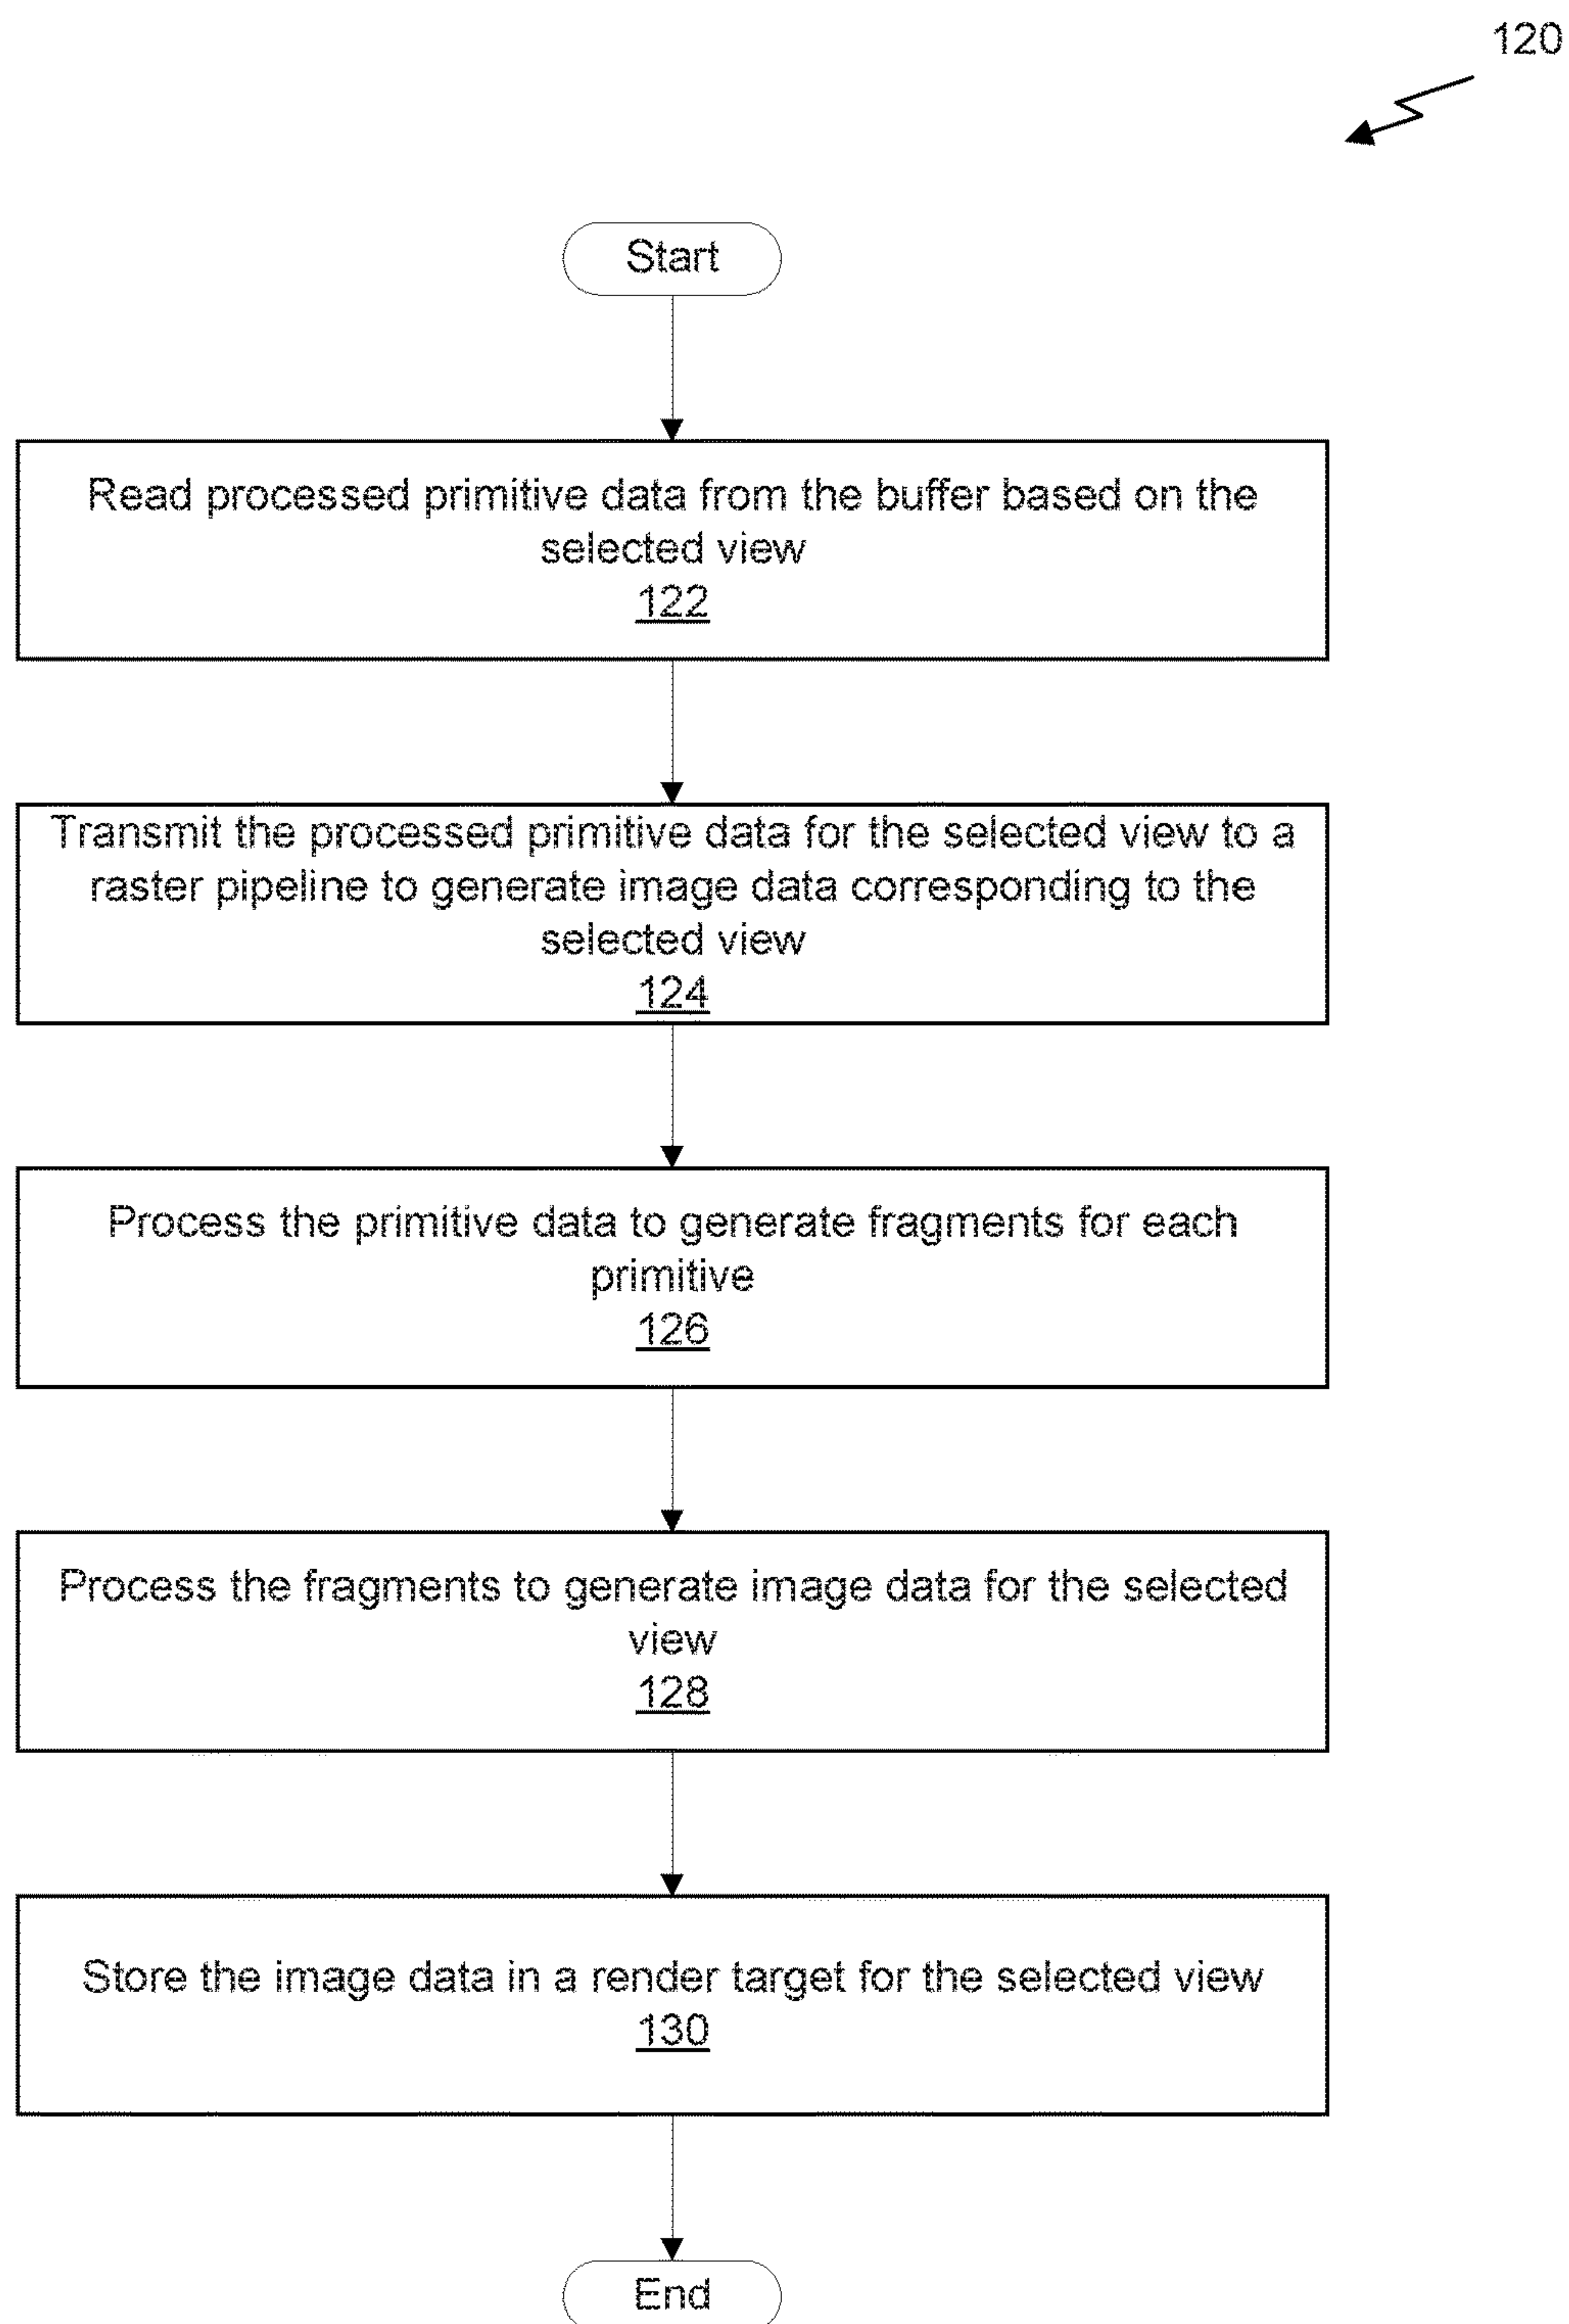 120
Start
Read processed primitive data from the buffer based on the
selected view
122
Transmit the processed primitive data for the selected view to a
raster pipeline to generate image data corresponding to the
selected view
124
Process the primitive data to generate fragments for each
primitive
126
Process the fragments to generate image data for the selected
view
128
Store the image data in a render target for the selected view
130
End